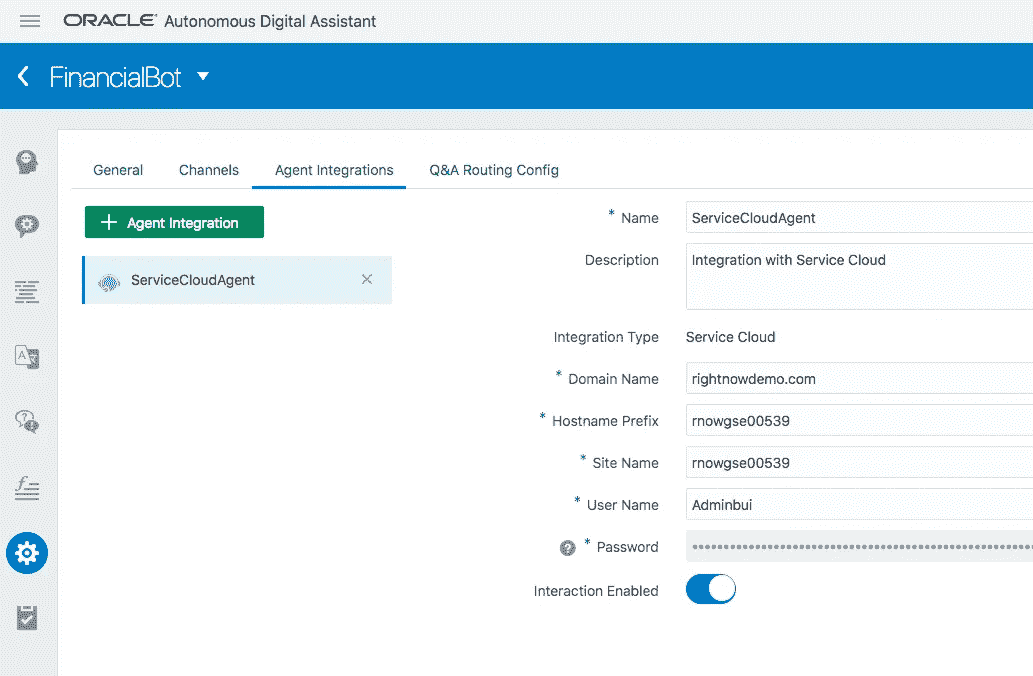 ORACLE® Autonomous Digital Assistant
FinancialBot
General Channels Agent Integrations Q&A Routing Config
+ Agent Integration
ServiceCloudAgent ×
* Name ServiceCloudAgent
Description Integration with Service Cloud
Integration Type Service Cloud
* Domain Name rightnowdemo.com
* Hostname Prefix rnowgse00539
* Site Name rnowgse00539
* User Name Adminbui
? * Password
Interaction Enabled